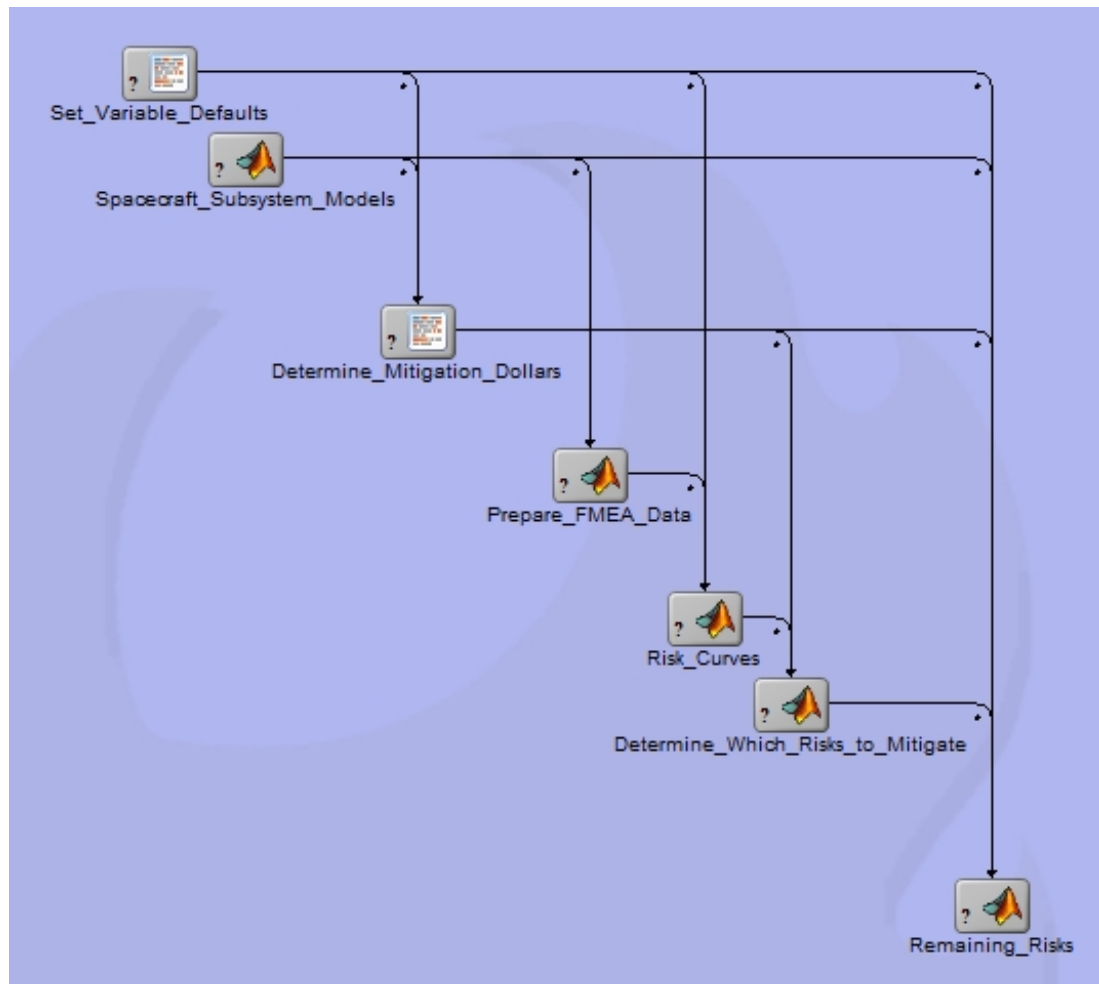 ?
Set_Variable_Defaults
?
Spacecraft_Subsystem_Models
?
Determine_Mitigation_Dollars
?
Prepare_FMEA_Data
?
Risk_Curves
?
Determine_Which_Risks_to_Mitigate
?
Remaining_Risks